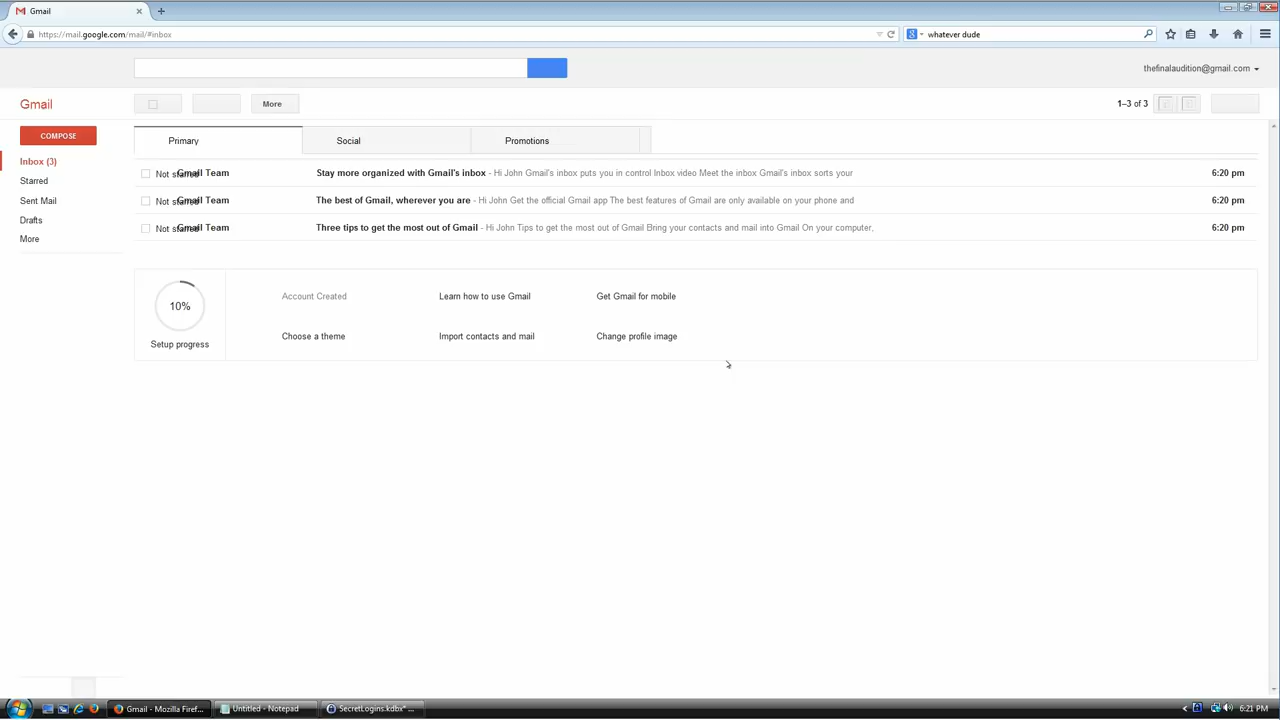 Gmail
https://mail.google.com/mail/#inbox
whatever dude
thefinalaudition@gmail.com
Gmail
More
1–3 of 3
COMPOSE
Primary
Social
Promotions
Inbox (3)
Starred
Sent Mail
Drafts
More
Not starred Gmail Team Stay more organized with Gmail's inbox - Hi John Gmail's inbox puts you in control Inbox video Meet the inbox Gmail's inbox sorts your 6:20 pm
Not starred Gmail Team The best of Gmail, wherever you are - Hi John Get the official Gmail app The best features of Gmail are only available on your phone and 6:20 pm
Not starred Gmail Team Three tips to get the most out of Gmail - Hi John Tips to get the most out of Gmail Bring your contacts and mail into Gmail On your computer, 6:20 pm
10%
Setup progress
Account Created
Learn how to use Gmail
Get Gmail for mobile
Choose a theme
Import contacts and mail
Change profile image
Gmail - Mozilla Firef...
Untitled - Notepad
SecretLogins.kdbx* ...
6:21 PM